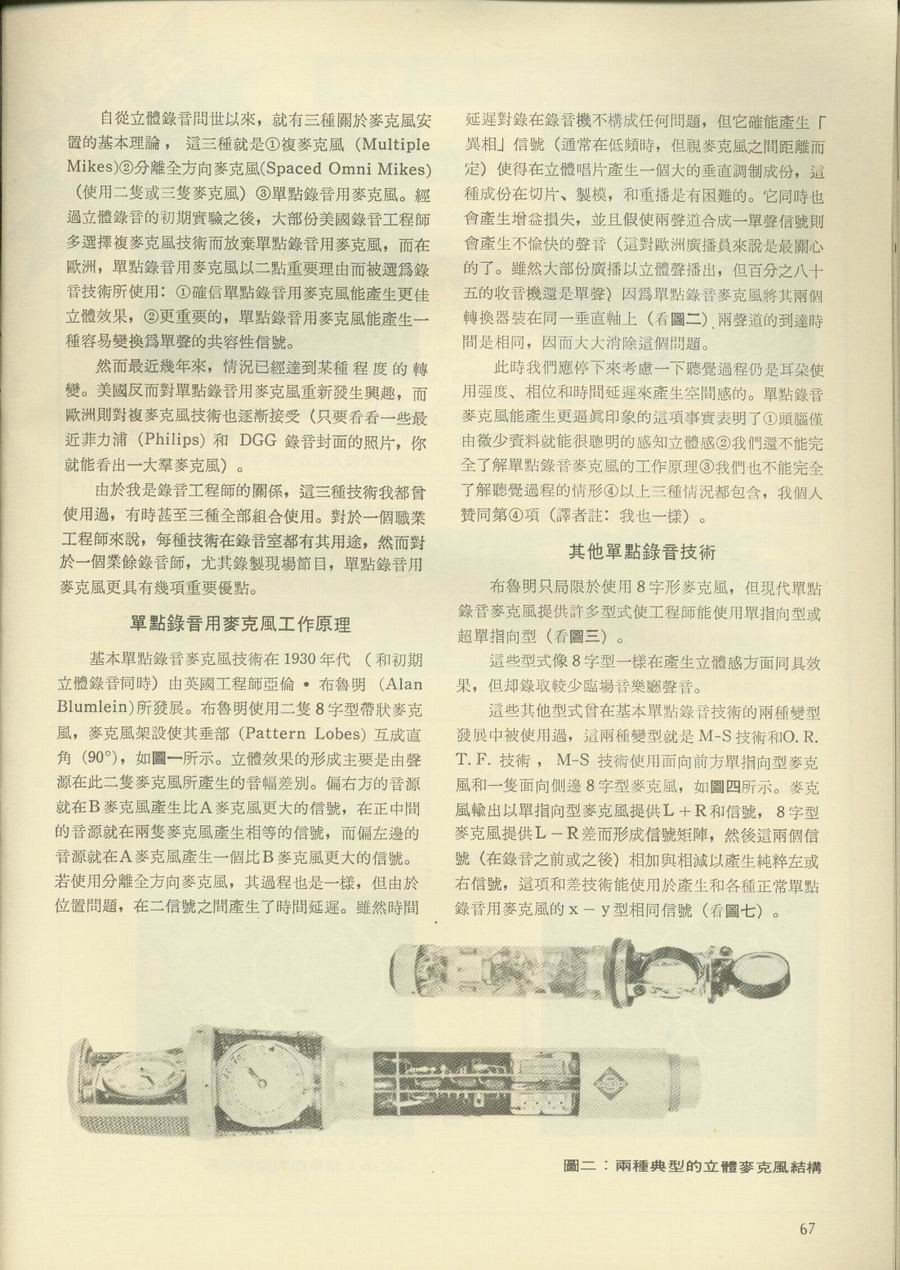 自從立體錄音問世以來，就有三種關於麥克風安
置的基本理論，這三種就是①複麥克風（Multiple
Mikes)②分離全方向麥克風(Spaced Omni Mikes)
（使用二隻或三隻麥克風）③單點錄音用麥克風。經
過立體錄音的初期實驗之後，大部份美國錄音工程師
多選擇複麥克風技術而放棄單點錄音用麥克風，而在
歐洲，單點錄音用麥克風以二點重要理由而被選爲錄
音技術所使用：①確信單點錄音用麥克風能產生更佳
立體效果，②更重要的，單點錄音用麥克風能產生一
種容易變換爲單聲的共容性信號。
然而最近幾年來，情況已經達到某種程度的轉
變。美國反而對單點錄音用麥克風重新發生興趣，而
歐洲則對複麥克風技術也逐漸接受（只要看看一些最
近菲力浦（Philips）和 DGG 錄音封面的照片，你
就能看出一大羣麥克風）。
由於我是錄音工程師的關係，這三種技術我都曾
使用過，有時甚至三種全部組合使用。對於一個職業
工程師來說，每種技術在錄音室都有其用途，然而對
於一個業餘錄音師，尤其錄製現場節目，單點錄音用
麥克風更具有幾項重要優點。
單點錄音用麥克風工作原理
基本單點錄音麥克風技術在1930年代（和初期
立體錄音同時）由英國工程師亞倫•布魯明（Alan
Blumlein)所發展。布魯明使用二隻8字型帶狀麥克
風，麥克風架設使其垂部（Pattern Lobes）互成直
角（90°），如圖一所示。立體效果的形成主要是由聲
源在此二隻麥克風所產生的音幅差別。偏右方的音源
就在B麥克風產生比A麥克風更大的信號，在正中間
的音源就在兩隻麥克風產生相等的信號，而偏左邊的
音源就在A麥克風產生一個比B麥克風更大的信號。
若使用分離全方向麥克風，其過程也是一樣，但由於
位置問題，在二信號之間產生了時間延遲。雖然時間
延遲對錄在錄音機不構成任何問題，但它確能產生「
異相」信號（通常在低頻時，但視麥克風之間距離而
定）使得在立體唱片產生一個大的垂直調制成份，這
種成份在切片、製模，和重播是有困難的。它同時也
會產生增益損失，並且假使兩聲道合成一單聲信號則
會產生不愉快的聲音（這對歐洲廣播員來說是最關心
的了。雖然大部份廣播以立體聲播出，但百分之八十
五的收音機還是單聲）因爲單點錄音麥克風將其兩個
轉換器裝在同一垂直軸上（看圖二）兩聲道的到達時
間是相同，因而大大消除這個問題。
此時我們應停下來考慮一下聽覺過程仍是耳朶使
用强度、相位和時間延遲來產生空間感的。單點錄音
麥克風能產生更逼眞印象的這項事實表明了①頭腦僅
由微少資料就能很聰明的感知立體感②我們還不能完
全了解單點錄音麥克風的工作原理③我們也不能完全
了解聽覺過程的情形④以上三種情況都包含，我個人
贊同第④項（譯者註：我也一樣）。
其他單點錄音技術
布魯明只局限於使用8字形麥克風，但現代單點
錄音麥克風提供許多型式使工程師能使用單指向型或
超單指向型（看圖三）。
這些型式像8字型一樣在產生立體感方面同具效
果，但却錄取較少臨場音樂廳聲音。
這些其他型式曾在基本單點錄音技術的兩種變型
發展中被使用過，這兩種變型就是M-S技術和O. R.
T. F. 技術，M-S 技術使用面向前方單指向型麥克
風和一隻面向側邊8字型麥克風，如圖四所示。麥克
風輸出以單指向型麥克風提供L＋R和信號，8字型
麥克風提供L－R差而形成信號矩陣，然後這兩個信
號（在錄音之前或之後）相加與相減以產生純粹左或
右信號，這項和差技術能使用於產生和各種正常單點
錄音用麥克風的x－y型相同信號（看圖七）。
圖二：兩種典型的立體麥克風結構
67